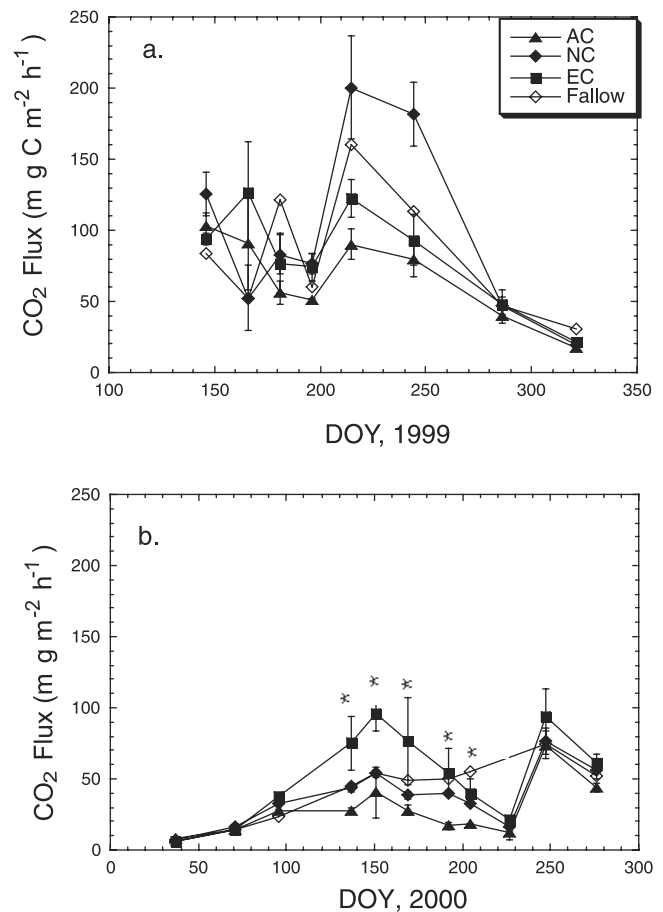 a.
AC
NC
EC
Fallow
250
200
150
100
50
0
CO2 Flux (m g C m-2 h-1 )
100 150 200 250 300 350
DOY, 1999
b.
250
200
150
100
50
0
CO2 Flux (m g m-2 h-1 )
0 50 100 150 200 250 300
DOY, 2000